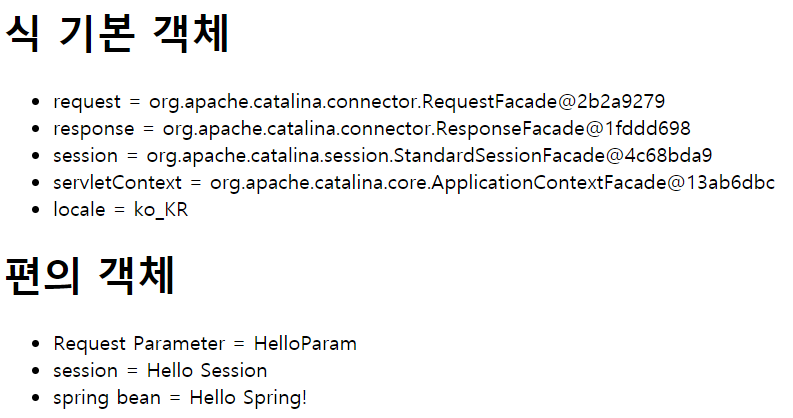 식 기본 객체
request = org.apache.catalina.connector.RequestFacade@2b2a9279
response = org.apache.catalina.connector.ResponseFacade@1fddd698
session = org.apache.catalina.session.StandardSessionFacade@4c68bda9
servletContext = org.apache.catalina.core.ApplicationContextFacade@13ab6dbc
locale = ko_KR
편의 객체
Request Parameter = HelloParam
session = Hello Session
spring bean = Hello Spring!